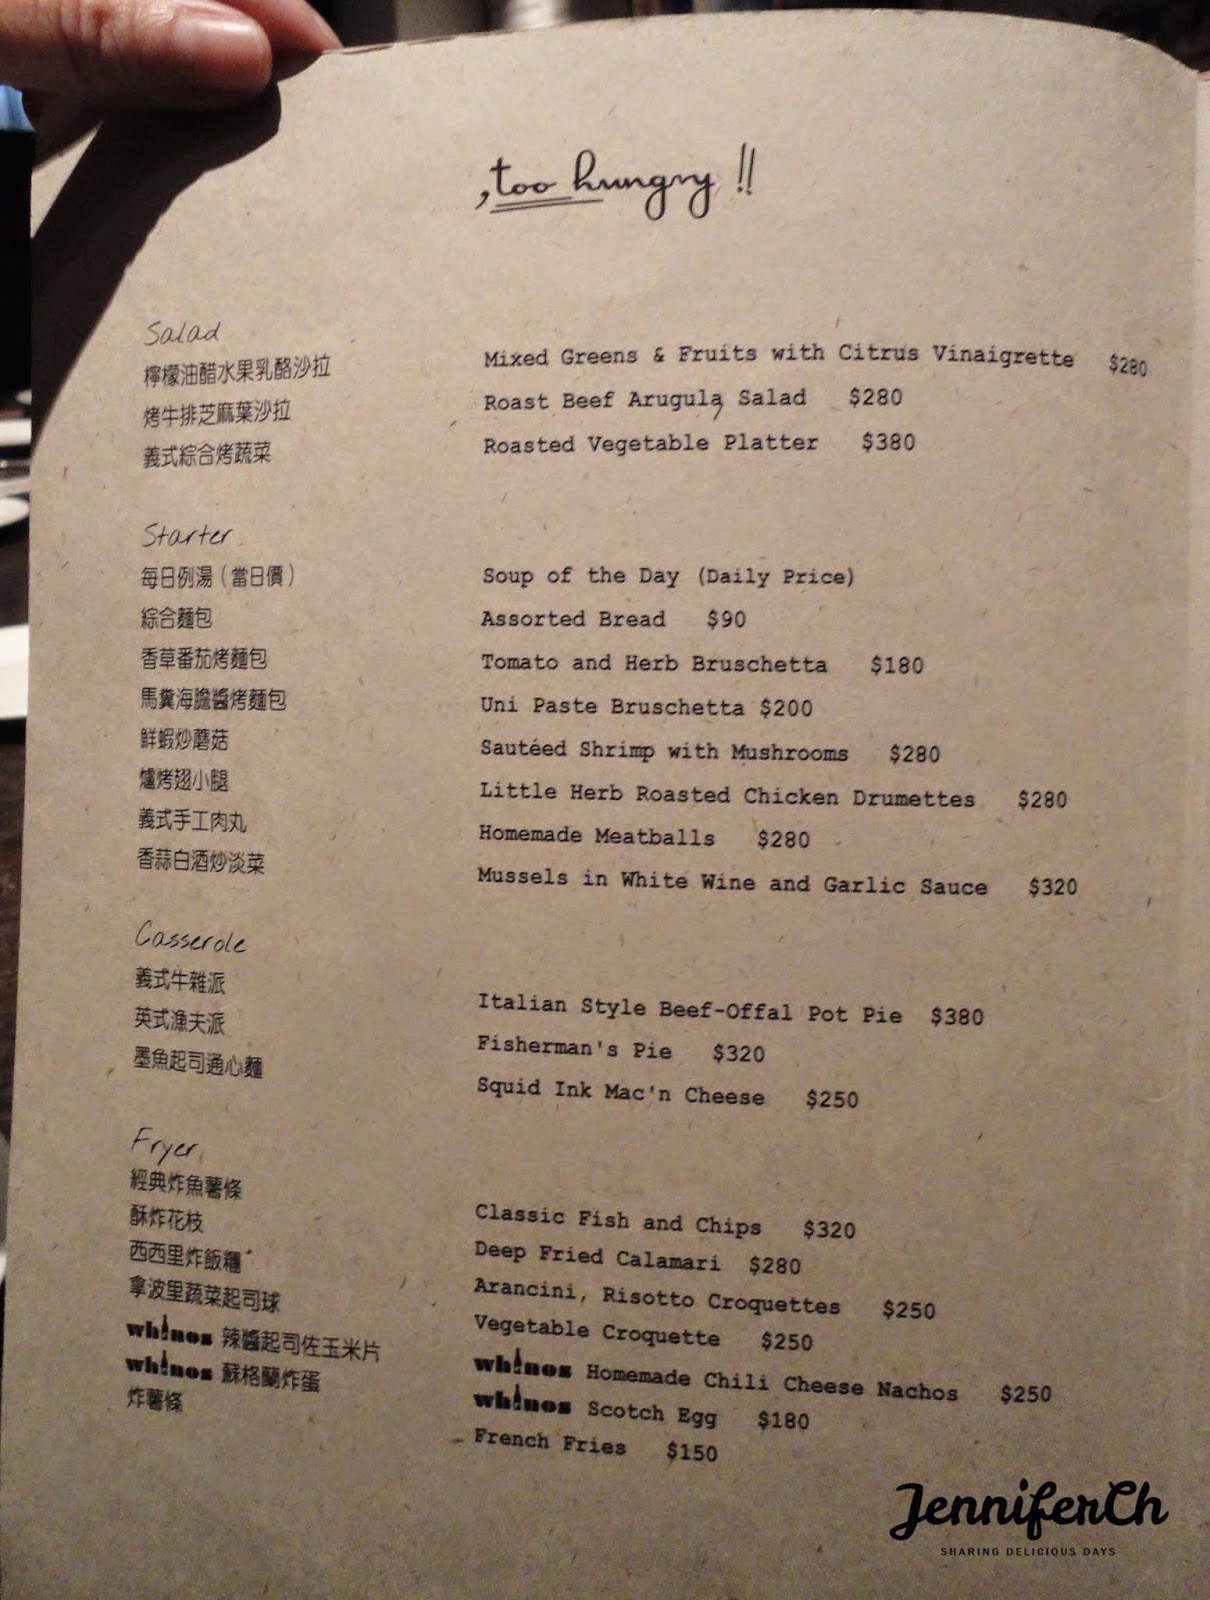 ,too hungry !!
Salad
檸檬油醋水果乳酪沙拉 Mixed Greens & Fruits with Citrus Vinaigrette $280
烤牛排芝麻葉沙拉 Roast Beef Arugula Salad $280
義式綜合烤蔬菜 Roasted Vegetable Platter $380
Starter
每日例湯(當日價) Soup of the Day (Daily Price)
綜合麵包 Assorted Bread $90
香草番茄烤麵包 Tomato and Herb Bruschetta $180
馬糞海膽醬烤麵包 Uni Paste Bruschetta $200
鮮蝦炒蘑菇 Sautéed Shrimp with Mushrooms $280
爐烤翅小腿 Little Herb Roasted Chicken Drumettes $280
義式手工肉丸 Homemade Meatballs $280
香蒜白酒炒淡菜 Mussels in White Wine and Garlic Sauce $320
Casserole
義式牛雜派 Italian Style Beef-Offal Pot Pie $380
英式漁夫派 Fisherman's Pie $320
墨魚起司通心麵 Squid Ink Mac'n Cheese $250
Fryer
經典炸魚薯條 Classic Fish and Chips $320
酥炸花枝 Deep Fried Calamari $280
西西里炸飯糰 Arancini, Risotto Croquettes $250
拿波里蔬菜起司球 Vegetable Croquette $250
whinos 辣醬起司佐玉米片 whinos Homemade Chili Cheese Nachos $250
whinos 蘇格蘭炸蛋 whinos Scotch Egg $180
炸薯條 French Fries $150
JenniferCh
SHARING DELICIOUS DAYS